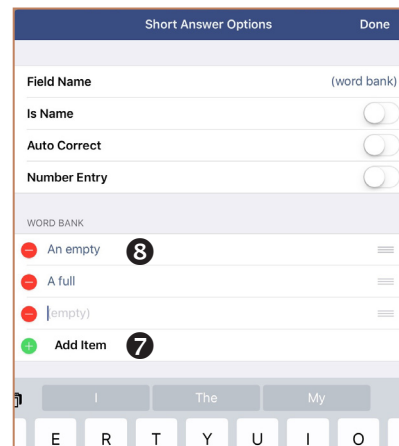 Short Answer Options Done
Field Name (word bank)
Is Name
Auto Correct
Number Entry
WORD BANK
An empty 8
A full
(empty)
Add Item 7
I The My
E R T Y U I O